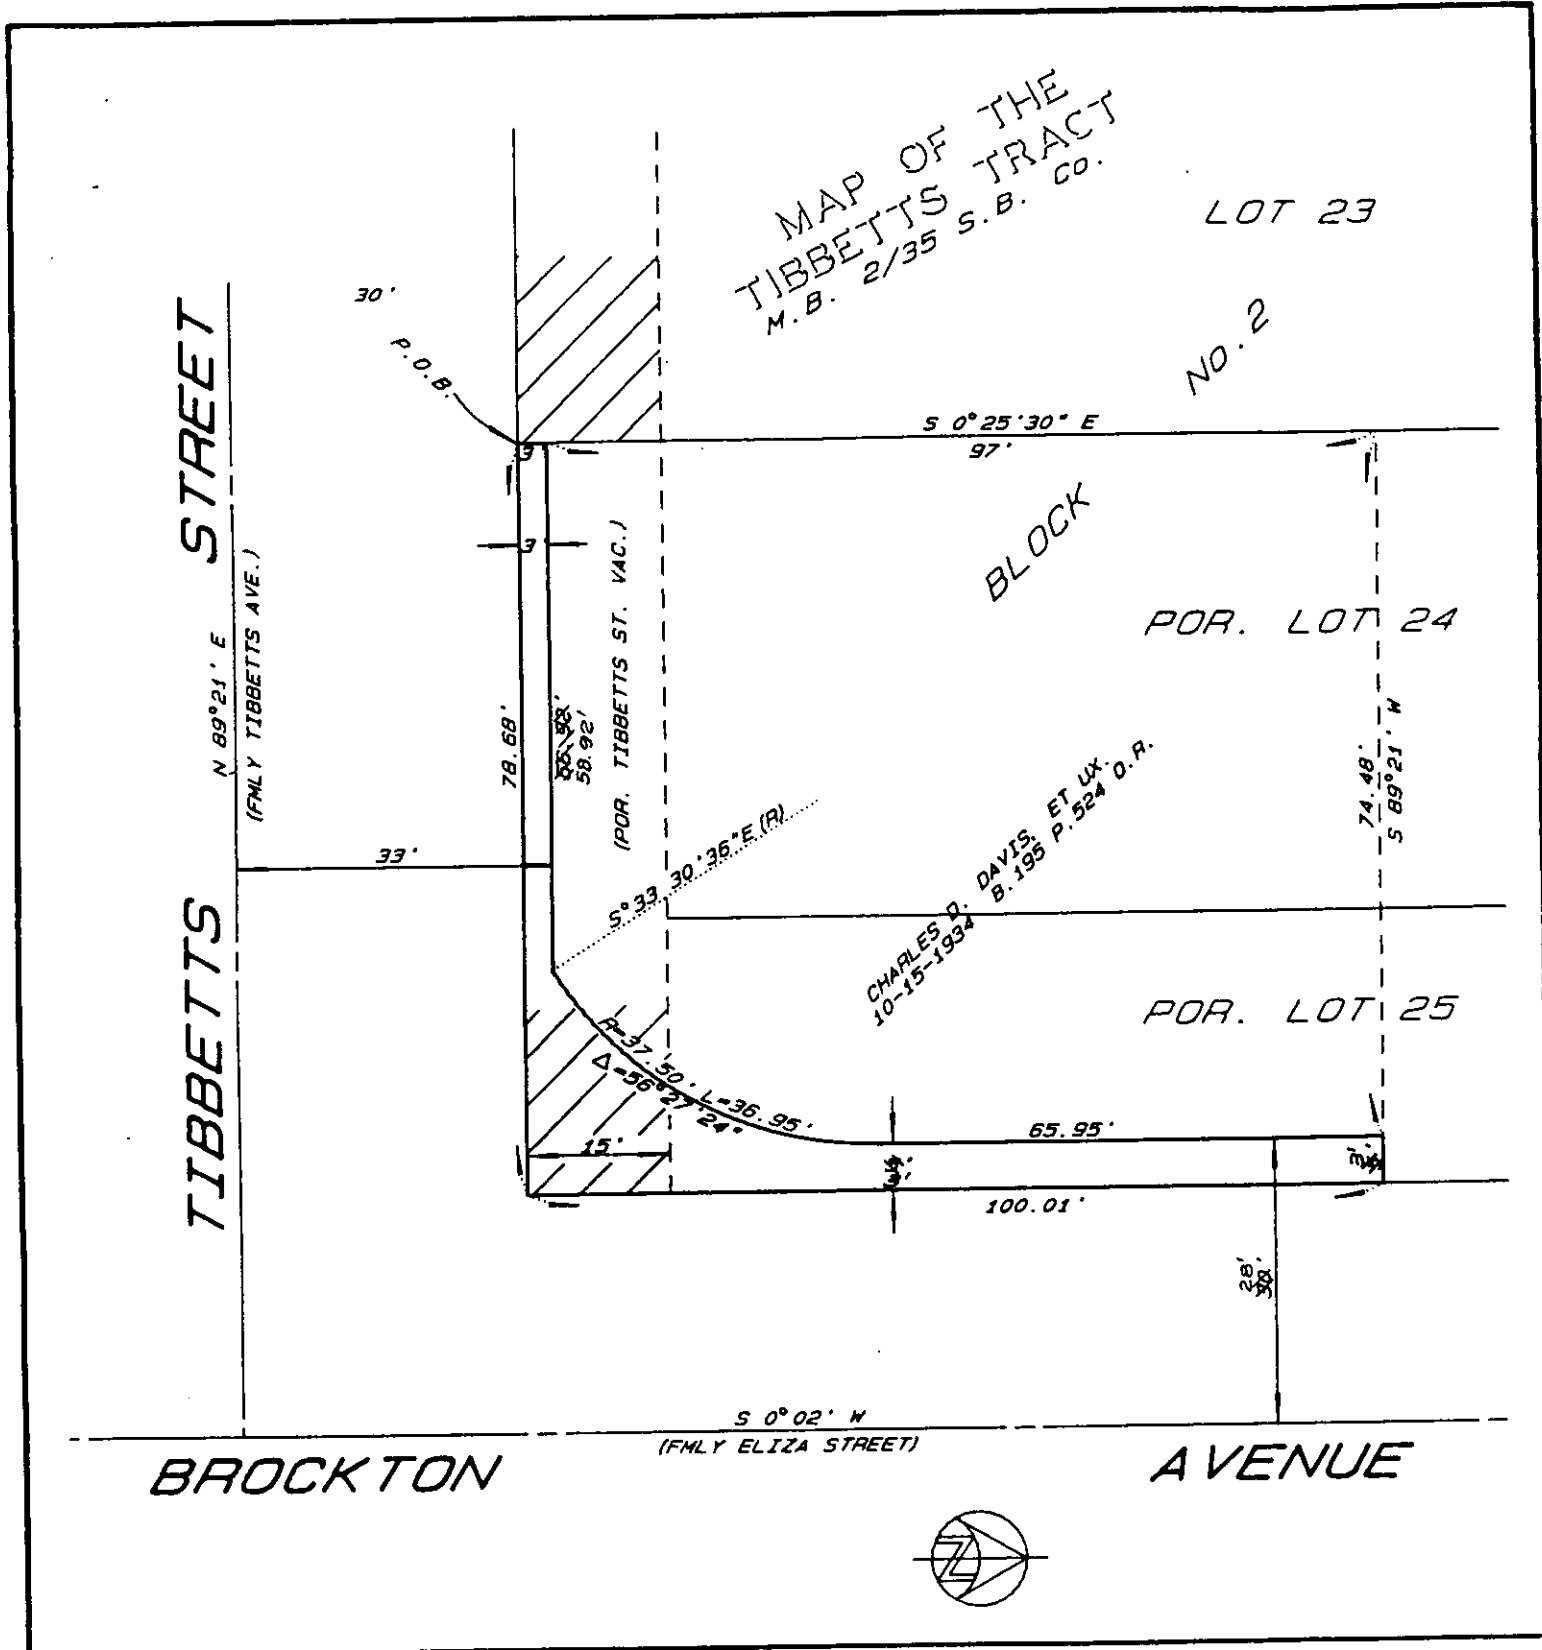 MAP OF THE
TIBBETTS TRACT
M.B. 2/35 S.B. CO.
LOT 23
NO. 2
30'
P.O.B.
S 0°25'30" E
97'
3
3
BLOCK
POR. LOT 24
TIBBETTS STREET
N 89°21' E
(FMLY TIBBETTS AVE.)
78.68'
58.92'
(POR. TIBBETTS ST. VAC.)
74.48'
S 89°21' W
33'
S°33 30'36"E (R)
CHARLES D. DAVIS, ET UX.
10-15-1934 B.195 P.524 O.R.
POR. LOT 25
R=37.50' L=36.95'
Δ=56°27'24"
15'
65.95'
3'
100.01'
28'
S 0°02' W
(FMLY ELIZA STREET)
BROCKTON AVENUE
Z